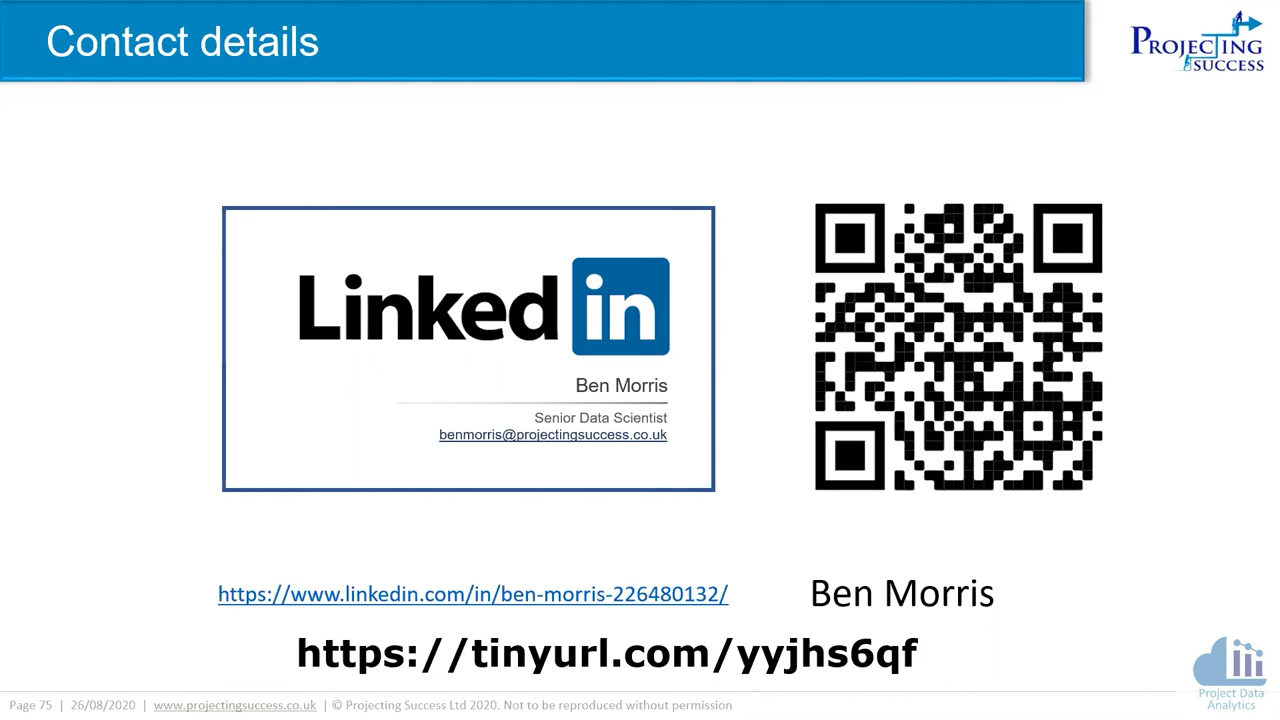 Contact details
PROJECTING
SUCCESS
Linked in
Ben Morris
Senior Data Scientist
benmorris@projectingsuccess.co.uk
https://www.linkedin.com/in/ben-morris-226480132/
Ben Morris
https://tinyurl.com/yyjhs6qf
Project Data
Analytics
Page 75 | 26/08/2020 | www.projectingsuccess.co.uk | © Projecting Success Ltd 2020. Not to be reproduced without permission